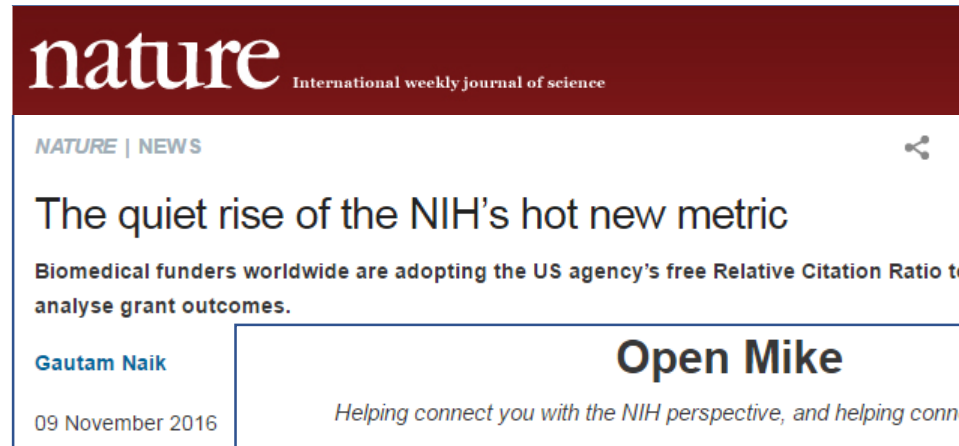 nature International weekly journal of science
NATURE | NEWS
The quiet rise of the NIH's hot new metric
Biomedical funders worldwide are adopting the US agency's free Relative Citation Ratio
analyse grant outcomes.
Gautam Naik
09 November 2016
Open Mike
Helping connect you with the NIH perspective, and helping